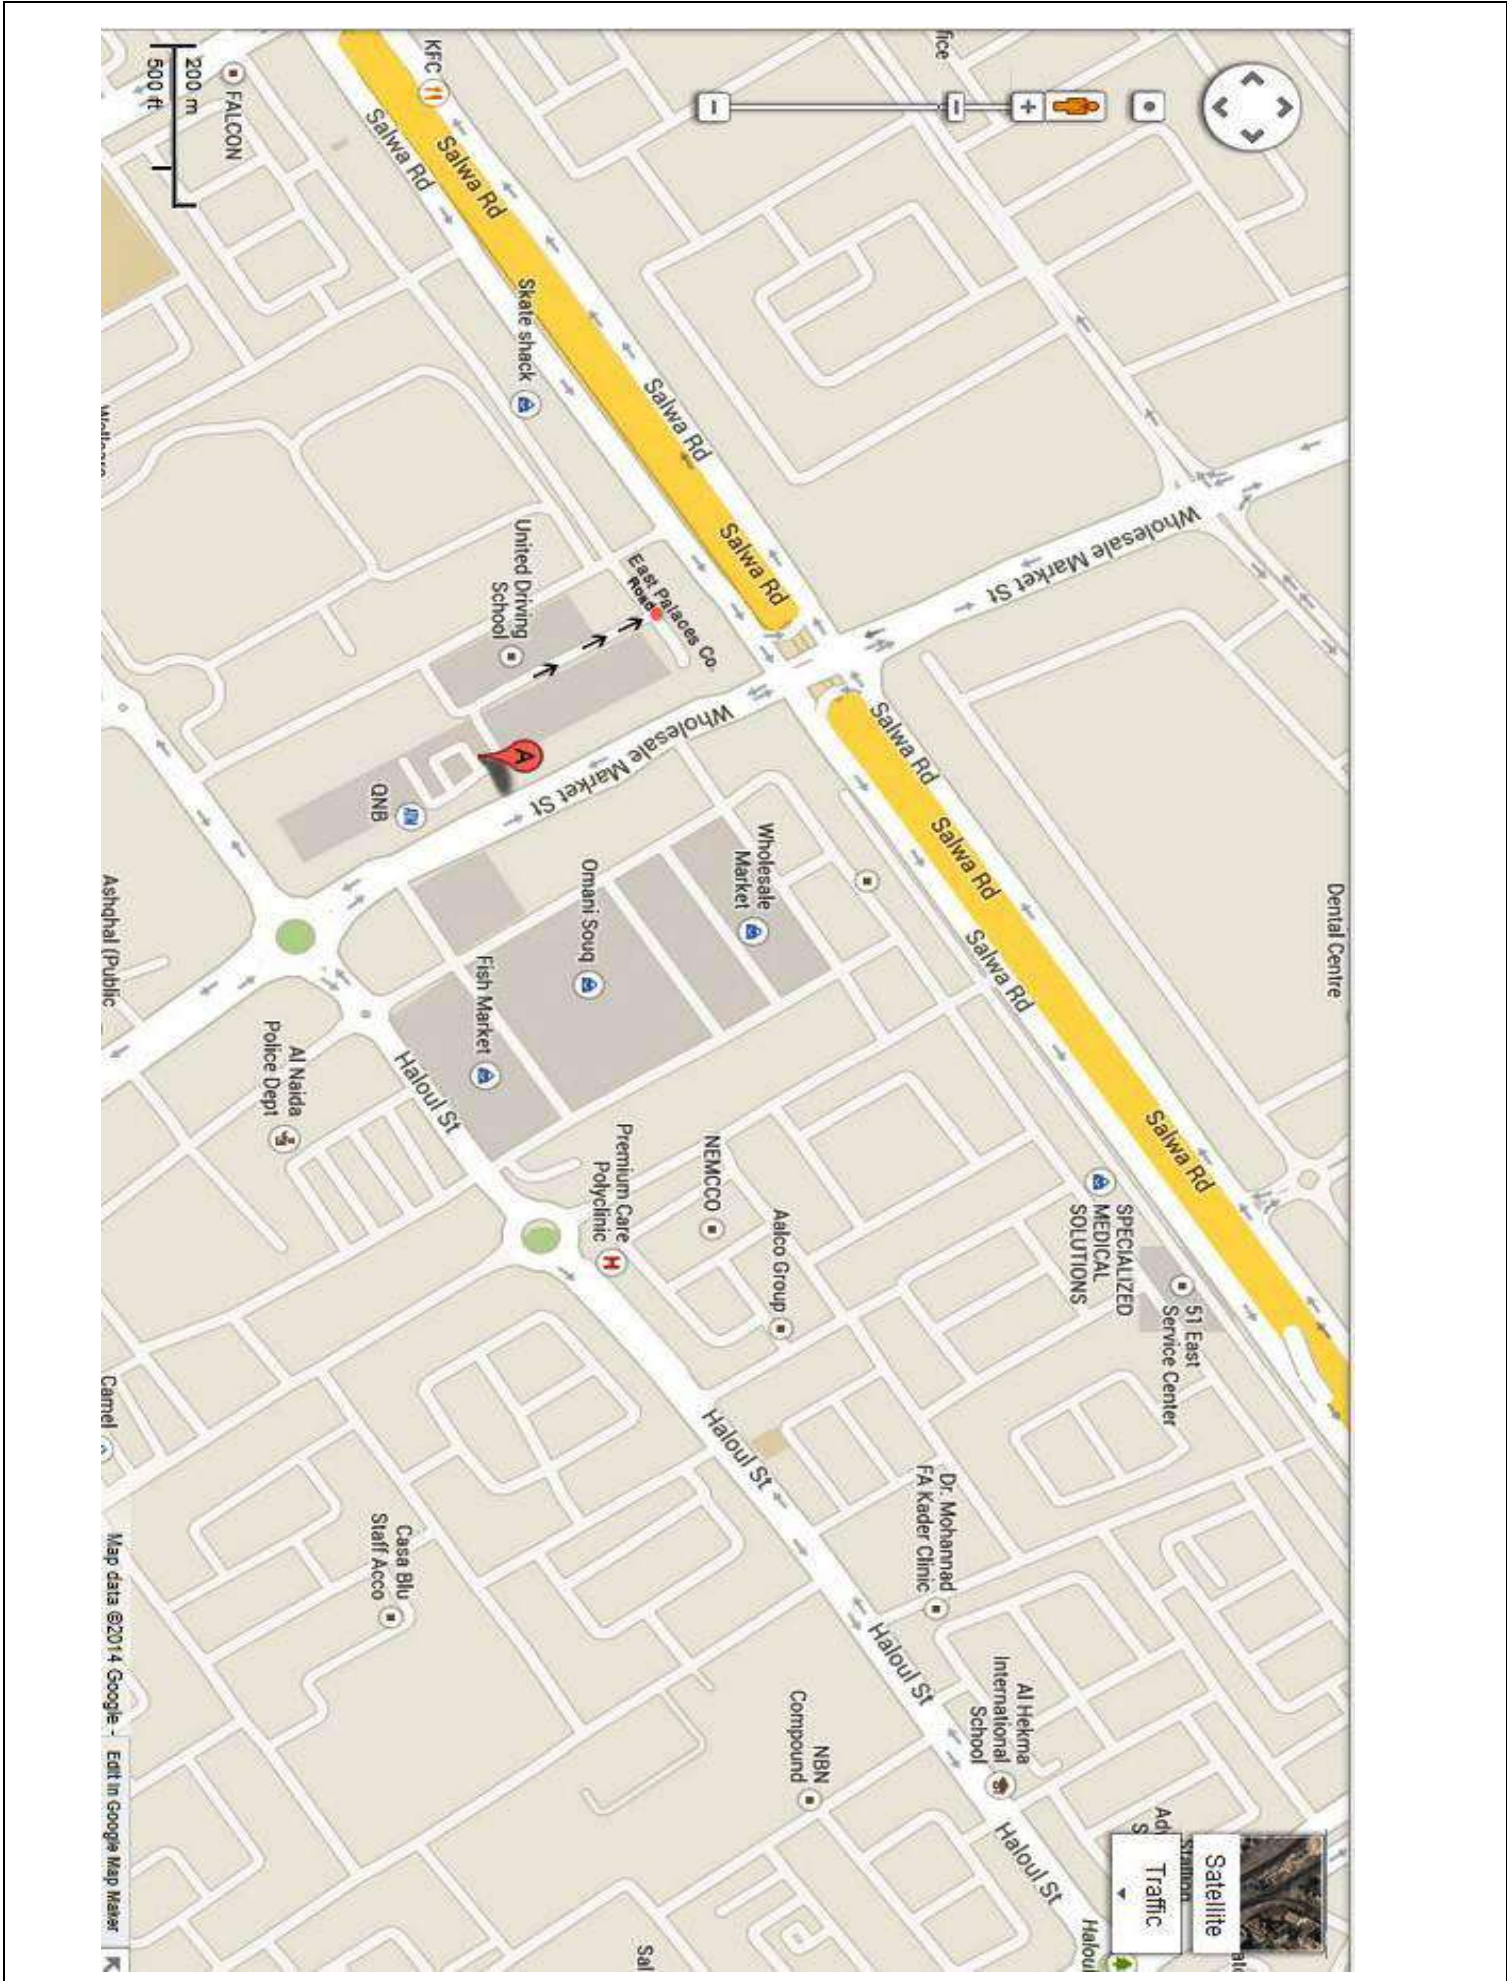 fice
KFC
FALCON
200 m
500 ft
Salwa Rd
Salwa Rd
Skate shack
Salwa Rd
Salwa Rd
Wholesale Market St
East Palaces Co.
Road
United Driving
School
A
Wholesale Market St
QNB
ATM
Salwa Rd
Salwa Rd
Salwa Rd
Salwa Rd
Dental Centre
Wholesale
Market
Omani Souq
Fish Market
Ashghal (Public
Al Naida
Police Dept
Haloul St
Premium Care
Polyclinic
H
NEMCCO
Aalco Group
SPECIALIZED
MEDICAL
SOLUTIONS
51 East
Service Center
Haloul St
Dr. Mohannad
FA Kader Clinic
Carnel
Casa Blu
Staff Acco
Haloul St
Al Hekma
International
School
NBN
Compound
Haloul St
Haloul
Sal
Satellite
Traffic
Map data ©2014 Google -
Edit in Google Map Maker